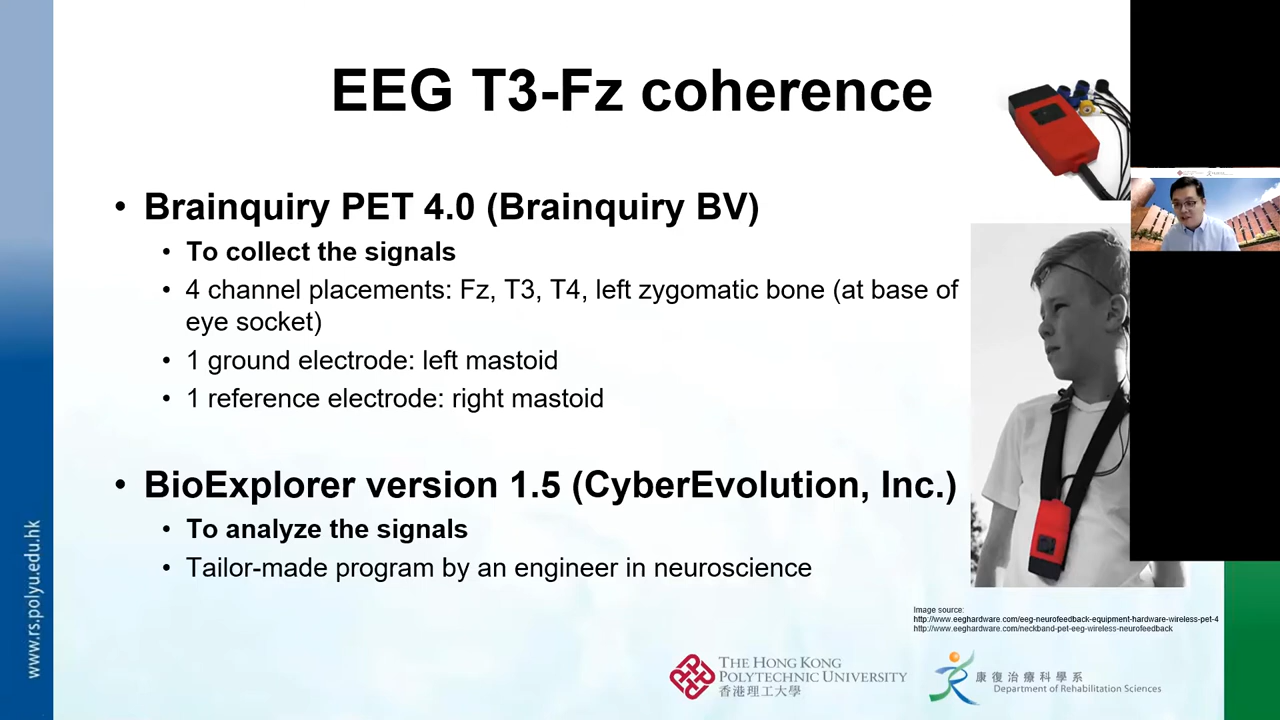 EEG T3-Fz coherence
• Brainquiry PET 4.0 (Brainquiry BV)
• To collect the signals
• 4 channel placements: Fz, T3, T4, left zygomatic bone (at base of
eye socket)
• 1 ground electrode: left mastoid
• 1 reference electrode: right mastoid
• BioExplorer version 1.5 (CyberEvolution, Inc.)
• To analyze the signals
• Tailor-made program by an engineer in neuroscience
Image source:
http://www.eeghardware.com/eeg-neurofeedback-equipment-hardware-wireless-pet-4
http://www.eeghardware.com/neckband-pet-eeg-wireless-neurofeedback
www.rs.polyu.edu.hk
THE HONG KONG
POLYTECHNIC UNIVERSITY
香港理工大學
康復治療科學系
Department of Rehabilitation Sciences